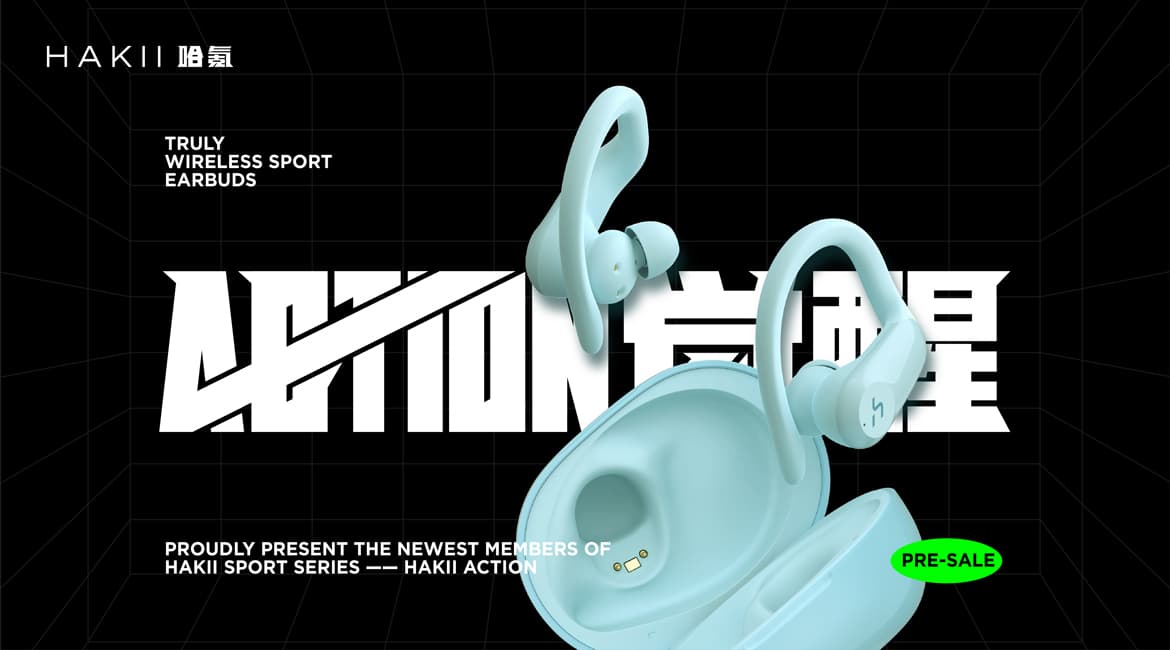 HAKII 哈氪
TRULY
WIRELESS SPORT
EARBUDS
ACTION 觉醒
PROUDLY PRESENT THE NEWEST MEMBERS OF
HAKII SPORT SERIES —— HAKII ACTION
PRE-SALE